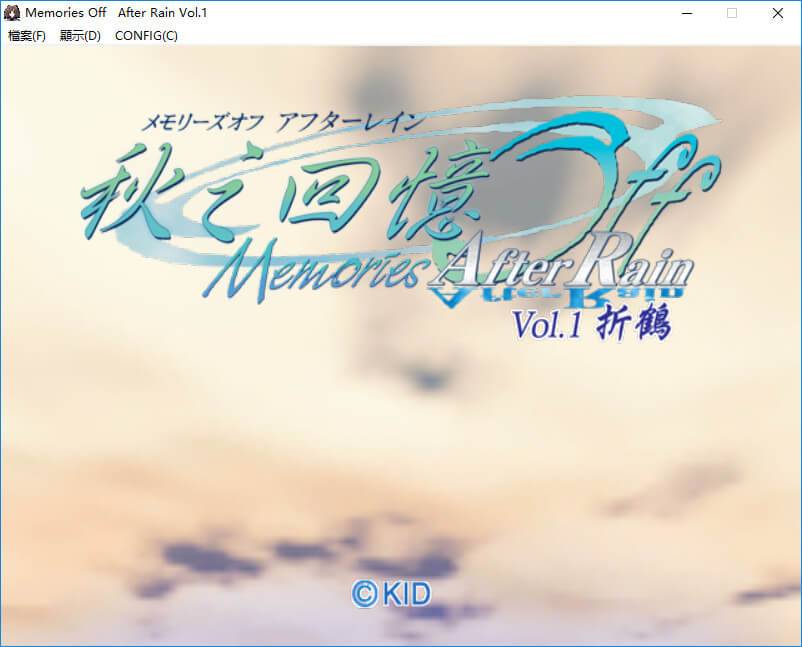 Memories Off After Rain Vol.1
檔案(F) 顯示(D) CONFIG(C)
メモリーズオフ アフターレイン
秋之回憶 Off
Memories After Rain
Vol.1 折鶴
© KID